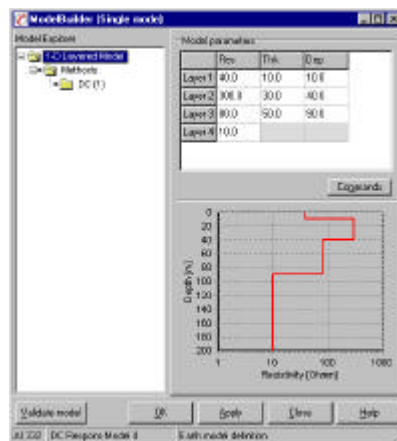 ModelBuilder (Single mode)
Model Explorer
1-D Layered Model
Methods
DC (1)
Model parameters
Res Thk Dep
Layer 1 40.0 10.0 10.0
Layer 2 300.0 30.0 40.0
Layer 3 80.0 50.0 90.0
Layer 4 10.0
Commands
Depth [m]
0
20
40
60
80
100
120
140
160
180
200
1 10 100 1000
Resistivity [Ohmm]
Validate model OK Apply Close Help
DC Respons Model Earth model definition